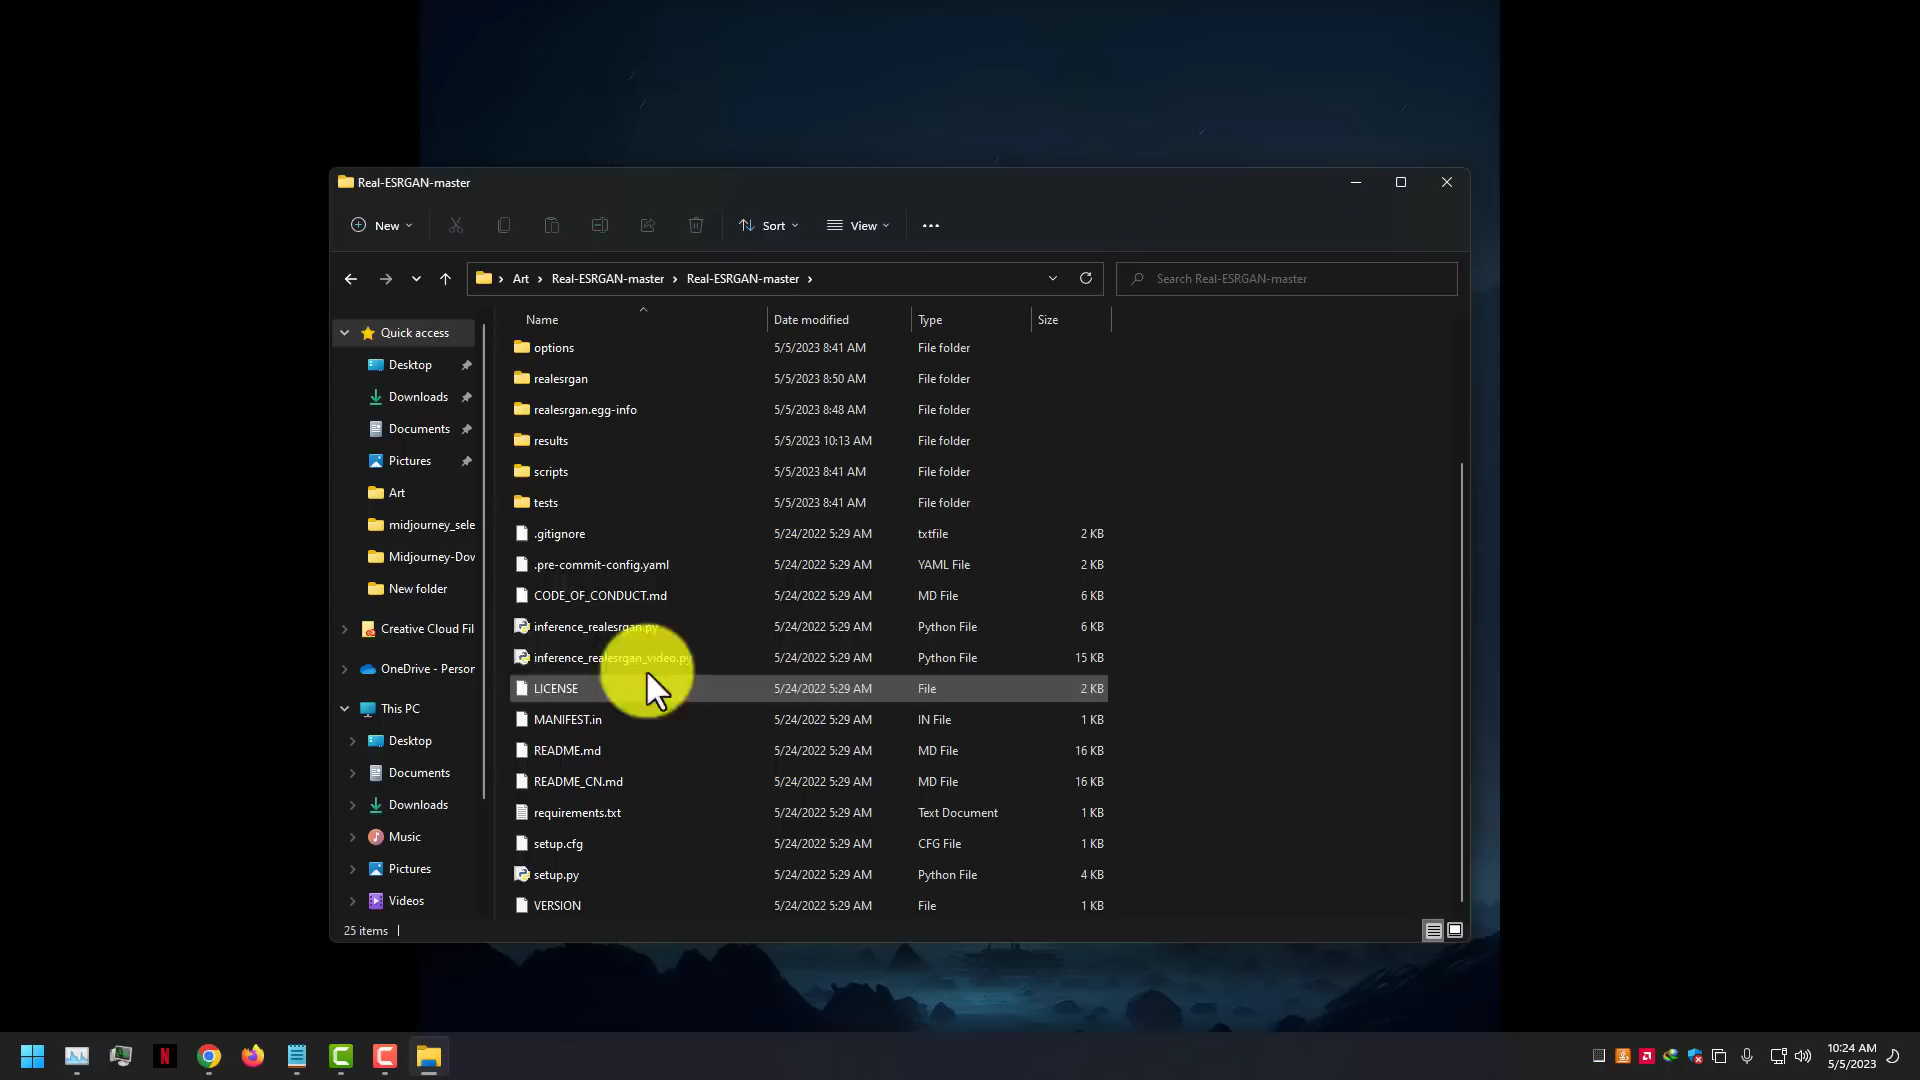 Real-ESRGAN-master
New
Sort
View
Art
Real-ESRGAN-master
Real-ESRGAN-master
Search Real-ESRGAN-master
Name
Date modified
Type
Size
Quick access
Desktop
Downloads
Documents
Pictures
Art
midjourney_sele
Midjourney-Dov
New folder
Creative Cloud Fil
OneDrive - Person
This PC
Desktop
Documents
Downloads
Music
Pictures
Videos
options 5/5/2023 8:41 AM File folder
realesrgan 5/5/2023 8:50 AM File folder
realesrgan.egg-info 5/5/2023 8:48 AM File folder
results 5/5/2023 10:13 AM File folder
scripts 5/5/2023 8:41 AM File folder
tests 5/5/2023 8:41 AM File folder
.gitignore 5/24/2022 5:29 AM txtfile 2 KB
.pre-commit-config.yaml 5/24/2022 5:29 AM YAML File 2 KB
CODE_OF_CONDUCT.md 5/24/2022 5:29 AM MD File 6 KB
inference_realesrgan.py 5/24/2022 5:29 AM Python File 6 KB
inference_realesrgan_video.py 5/24/2022 5:29 AM Python File 15 KB
LICENSE 5/24/2022 5:29 AM File 2 KB
MANIFEST.in 5/24/2022 5:29 AM IN File 1 KB
README.md 5/24/2022 5:29 AM MD File 16 KB
README_CN.md 5/24/2022 5:29 AM MD File 16 KB
requirements.txt 5/24/2022 5:29 AM Text Document 1 KB
setup.cfg 5/24/2022 5:29 AM CFG File 1 KB
setup.py 5/24/2022 5:29 AM Python File 4 KB
VERSION 5/24/2022 5:29 AM File 1 KB
25 items
10:24 AM
5/5/2023